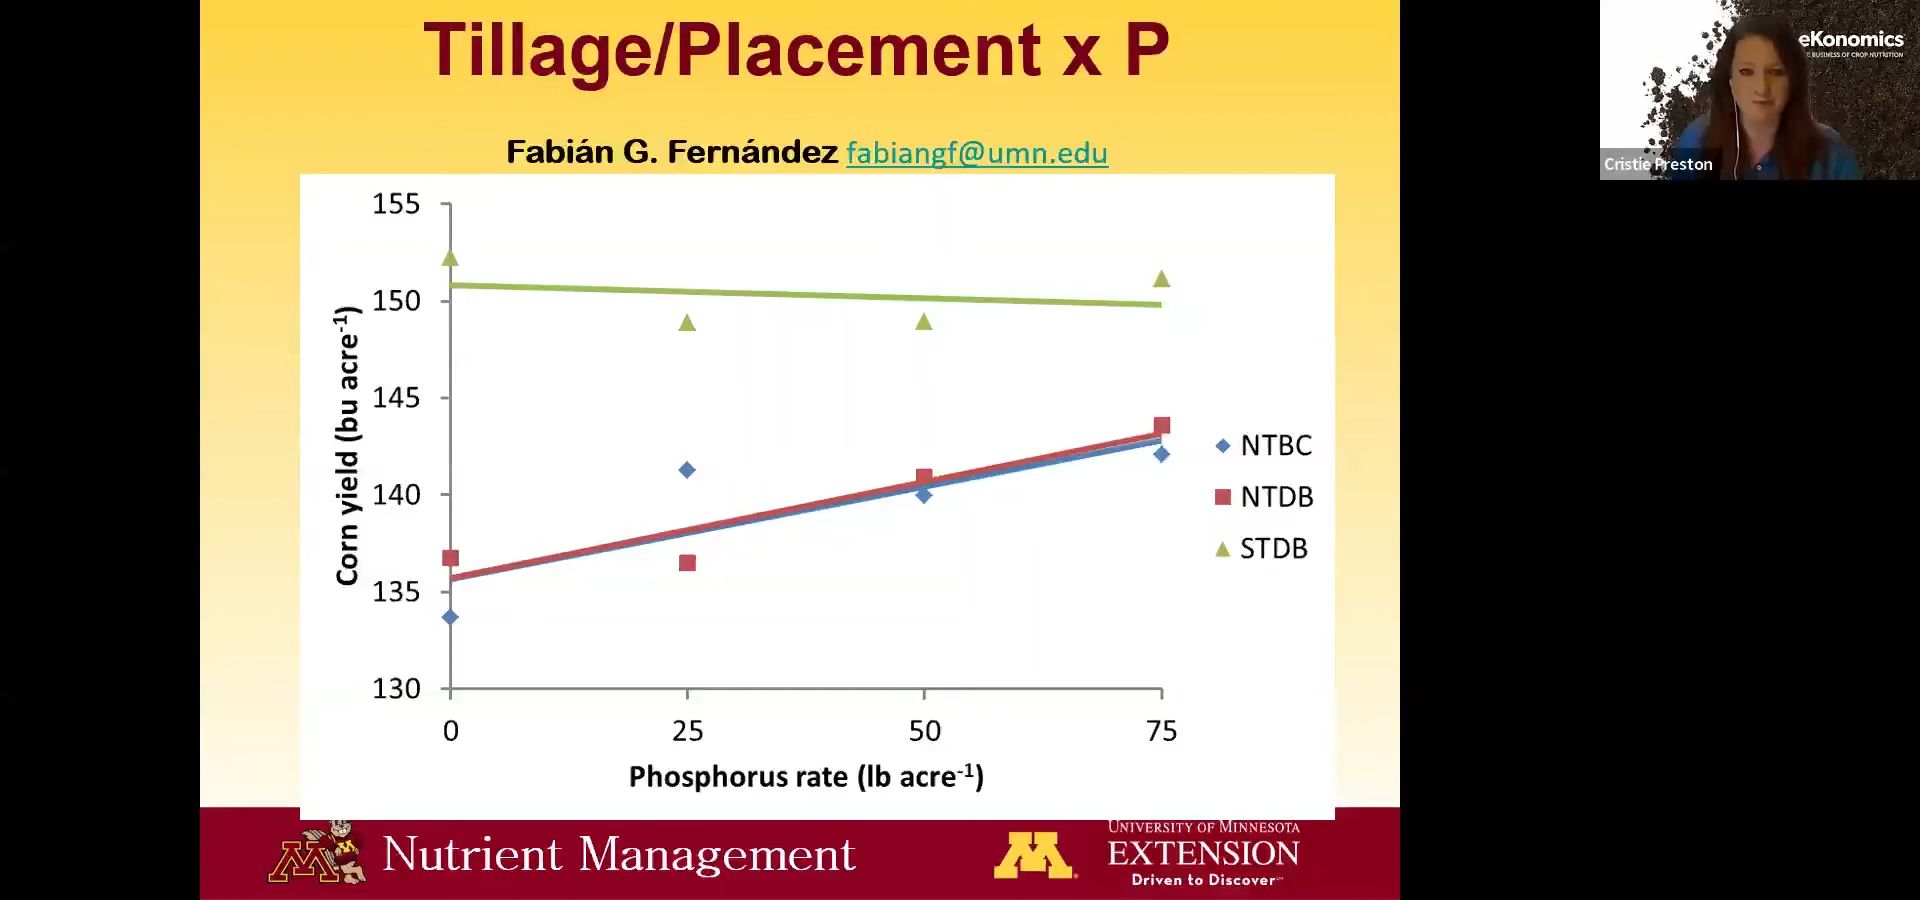 Tillage/Placement x P
Fabián G. Fernández fabiangf@umn.edu
155
150
145
140
135
130
Corn yield (bu acre-1)
0 25 50 75
Phosphorus rate (lb acre-1)
NTBC
NTDB
STDB
Nutrient Management
UNIVERSITY OF MINNESOTA
EXTENSION
Driven to Discover℠
eKonomics
BUSINESS OF CROP NUTRITION
Cristie Preston